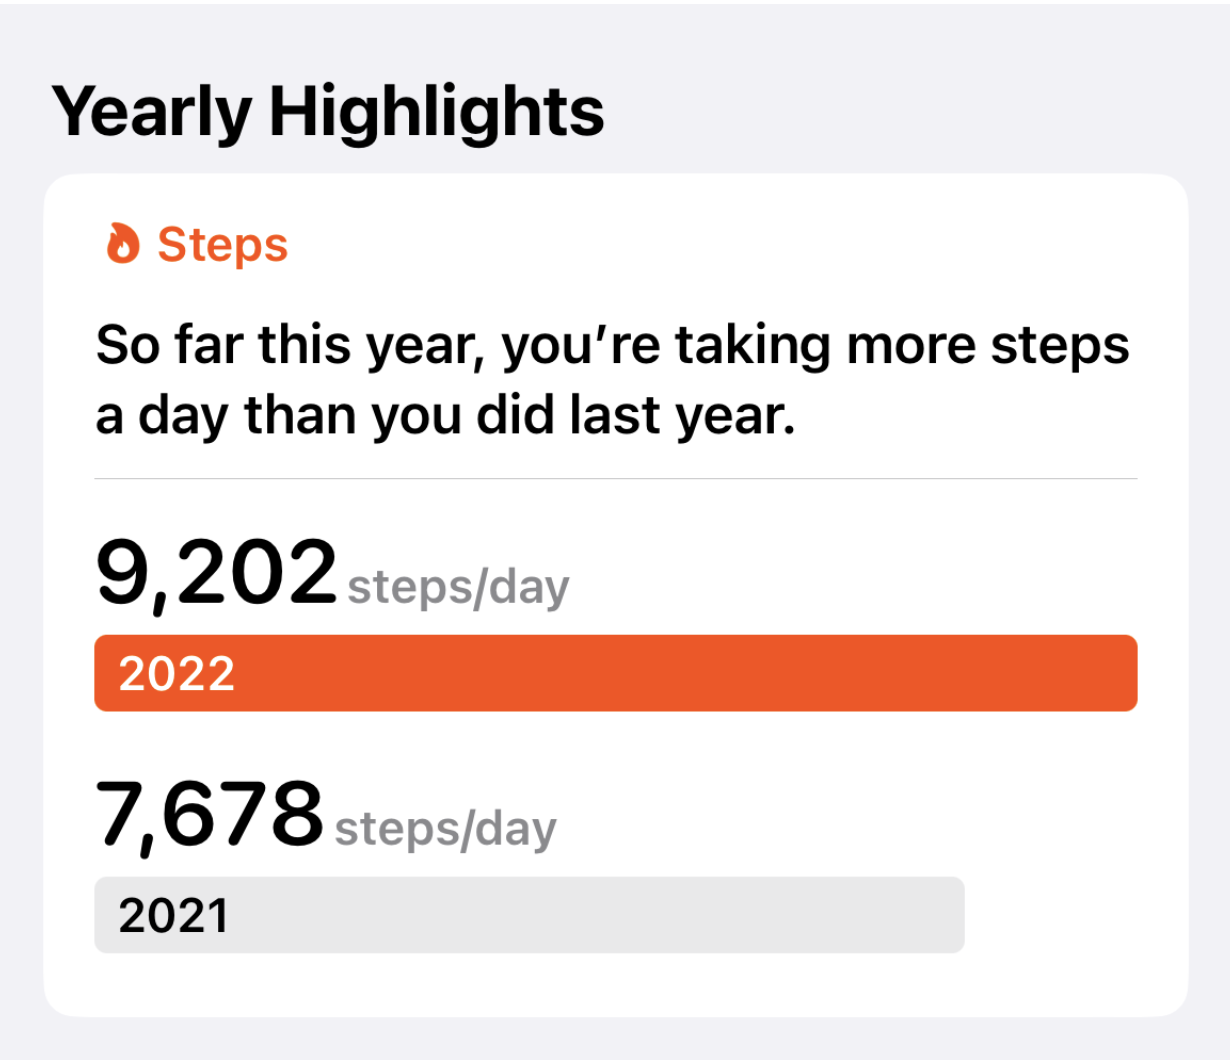 Yearly Highlights
Steps
So far this year, you’re taking more steps
a day than you did last year.
9,202 steps/day
2022
7,678 steps/day
2021